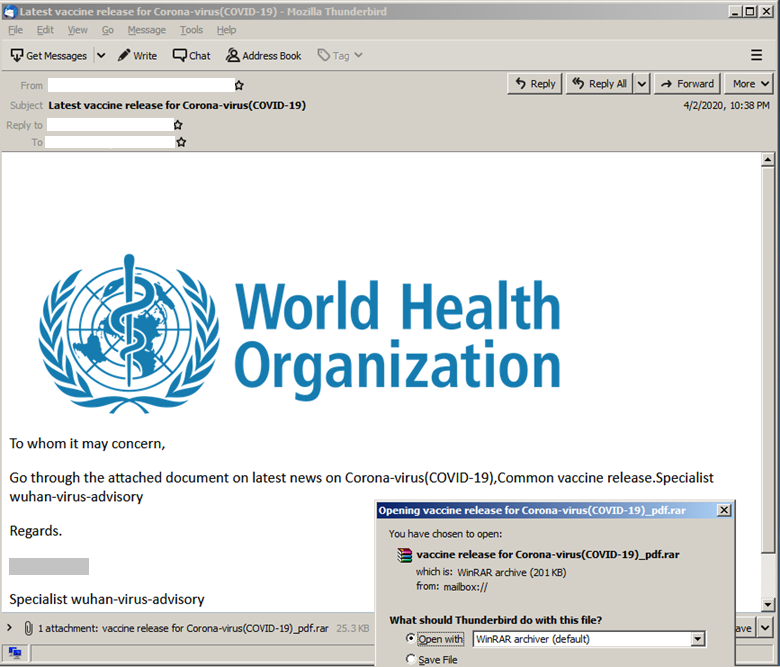 Latest vaccine release for Corona-virus(COVID-19) - Mozilla Thunderbird
File Edit View Go Message Tools Help
Get Messages Write Chat Address Book Tag
From
Reply Reply All Forward More
Subject Latest vaccine release for Corona-virus(COVID-19)
4/2/2020, 10:38 PM
Reply to
To
World Health
Organization
To whom it may concern,
Go through the attached document on latest news on Corona-virus(COVID-19),Common vaccine release.Specialist
wuhan-virus-advisory
Regards.
Specialist wuhan-virus-advisory
1 attachment: vaccine release for Corona-virus(COVID-19)_pdf.rar 25.3 KB
Opening vaccine release for Corona-virus(COVID-19)_pdf.rar
You have chosen to open:
vaccine release for Corona-virus(COVID-19)_pdf.rar
which is: WinRAR archive (201 KB)
from: mailbox://
What should Thunderbird do with this file?
Open with WinRAR archiver (default)
Save File